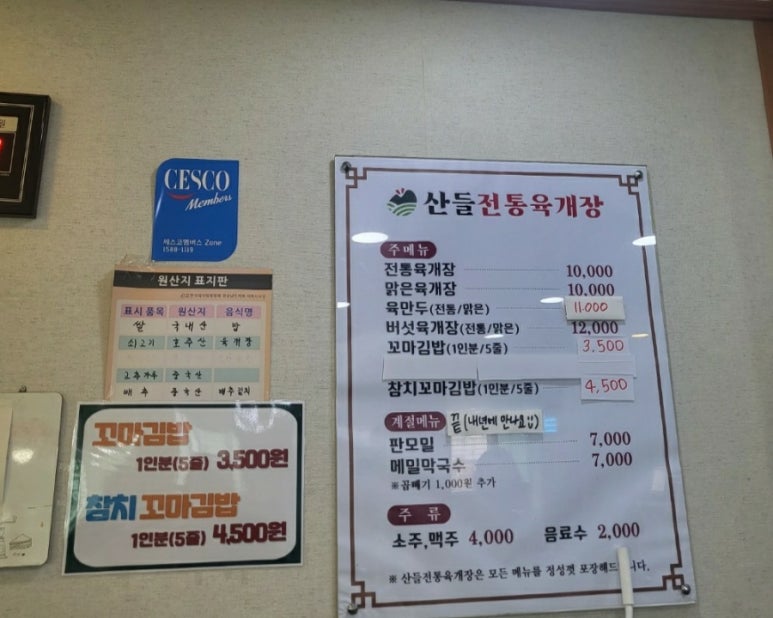 CESCO
Members
세스코멤버스 Zone
1588-1119
원산지 표지판
표시품목 원산지 음식명
쌀 국내산 밥
쇠고기 호주산 육개장
고추가루 중국산
배추 중국산 배추김치
꼬마김밥
1인분(5줄) 3,500원
참치 꼬마김밥
1인분(5줄) 4,500원
산들전통육개장
주메뉴
전통육개장 10,000
맑은육개장 10,000
육만두(전통/맑은) 11.000
버섯육개장(전통/맑은) 12,000
꼬마김밥(1인분/5줄) 3.500
참치꼬마김밥(1인분/5줄) 4,500
계절메뉴 끝(내년에 만나요:))
판모밀 7,000
메밀막국수 7,000
※곱빼기 1,000원 추가
주 류
소주,맥주 4,000 음료수 2,000
※ 산들전통육개장은 모든 메뉴를 정성껏 포장해드립니다.